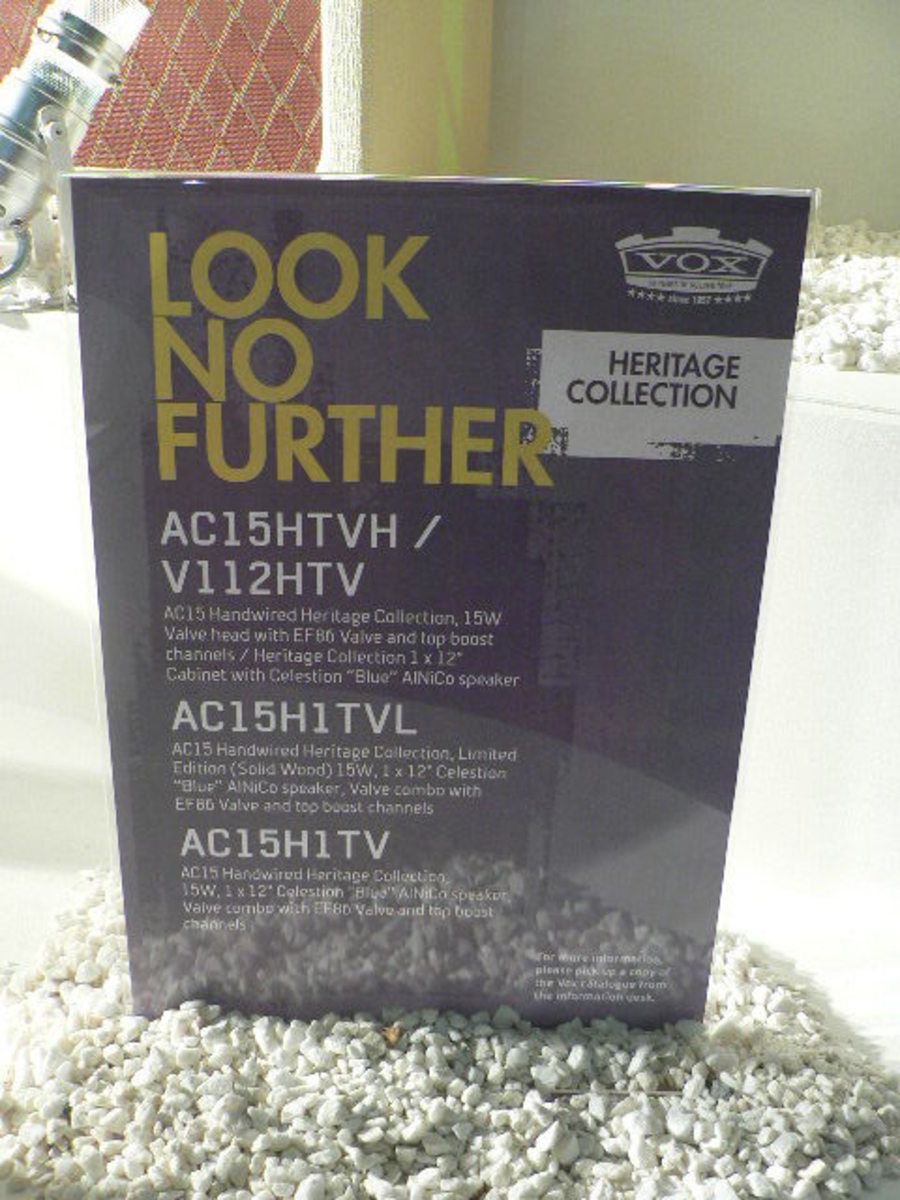 LOOK
NO
FURTHER
VOX
since 1957
HERITAGE
COLLECTION
AC15HTVH /
V112HTV
AC15 Handwired Heritage Collection, 15W
Valve head with EF86 Valve and top boost
channels / Heritage Collection 1 x 12"
Cabinet with Celestion "Blue" AlNiCo speaker
AC15H1TVL
AC15 Handwired Heritage Collection, Limited
Edition (Solid Wood) 15W, 1 x 12" Celestion
"Blue" AlNiCo speaker, Valve combo with
EF86 Valve and top boost channels
AC15H1TV
AC15 Handwired Heritage Collection,
15W, 1 x 12" Celestion "Blue" AlNiCo speaker,
Valve combo with EF86 Valve and top boost
channels
For more information,
please pick up a copy of
the Vox catalogue from
the information desk.